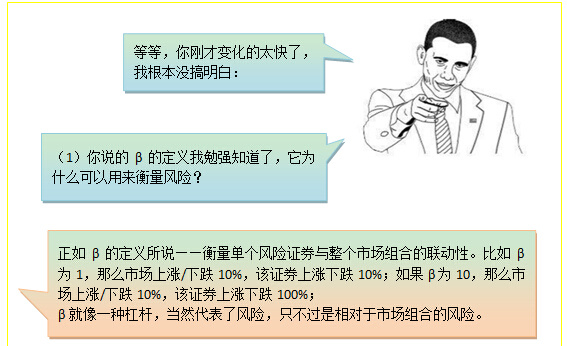 等等，你刚才变化的太快了，
我根本没搞明白：
（1）你说的 β 的定义我勉强知道了，它为
什么可以用来衡量风险？
正如 β 的定义所说——衡量单个风险证券与整个市场组合的联动性。比如 β
为 1，那么市场上涨/下跌 10%，该证券上涨下跌 10%；如果 β为 10，那么市
场上涨/下跌 10%，该证券上涨下跌 100%；
β 就像一种杠杆，当然代表了风险，只不过是相对于市场组合的风险。